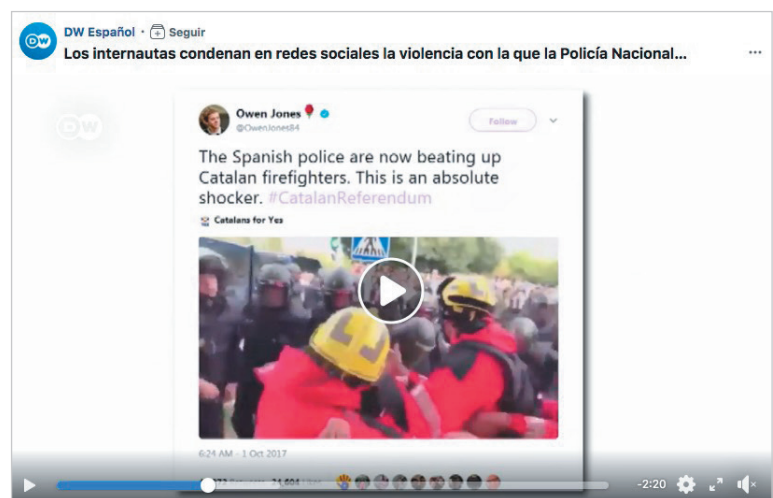 DW Español · Seguir
Los internautas condenan en redes sociales la violencia con la que la Policía Nacional...
DW
Owen Jones
@OwenJones84
Follow
The Spanish police are now beating up
Catalan firefighters. This is an absolute
shocker. #CatalanReferendum
Catalans for Yes
6:24 AM - 1 Oct 2017
-2:20